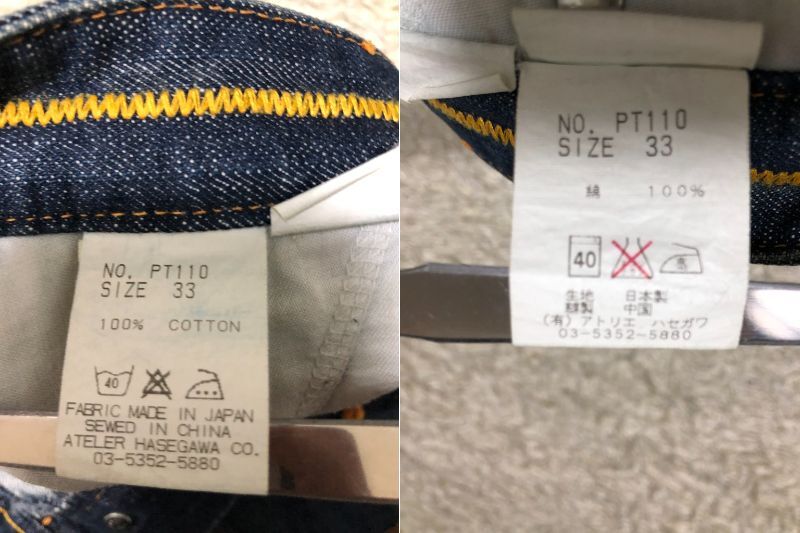 NO. PT110
SIZE 33
100% COTTON
40
FABRIC MADE IN JAPAN
SEWED IN CHINA
ATELER HASEGAWA CO.
03-5352-5880
NO. PT110
SIZE 33
綿 100%
40 高
生地 日本製
縫製 中国
(有)アトリエ ハセガワ
03-5352-5880